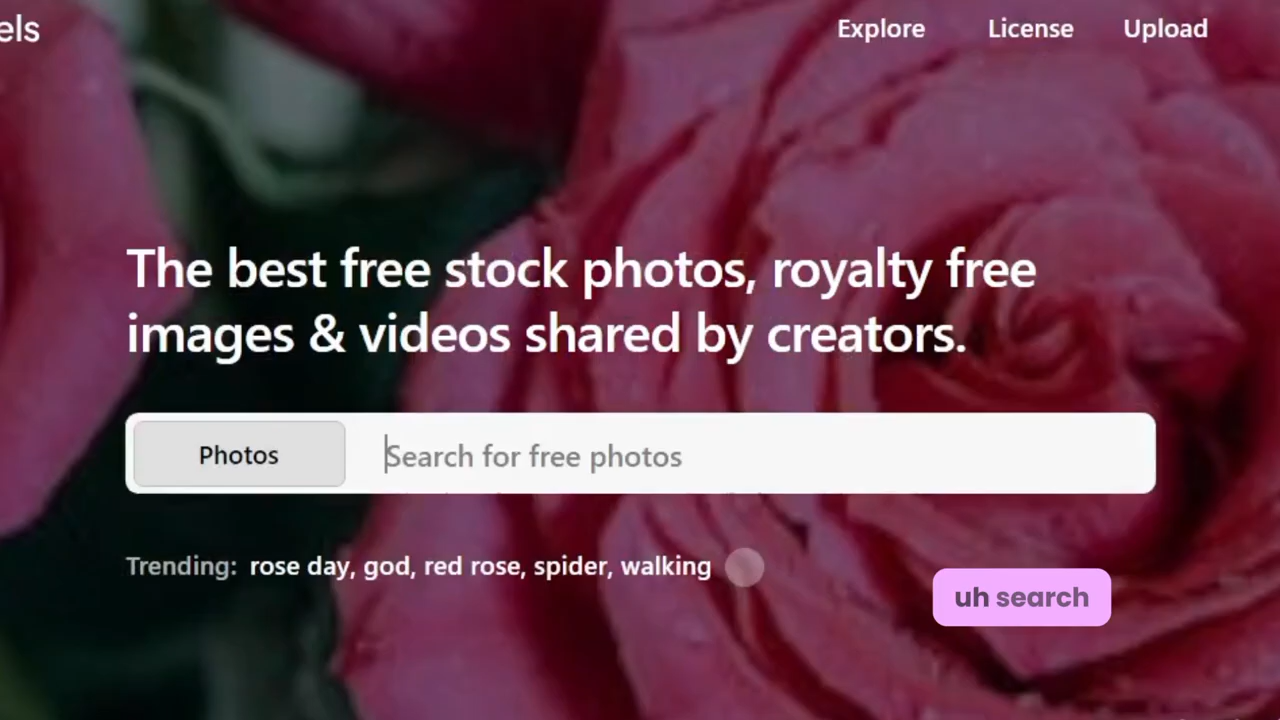 els
Explore License Upload
The best free stock photos, royalty free
images & videos shared by creators.
Photos
Search for free photos
Trending: rose day, god, red rose, spider, walking
uh search